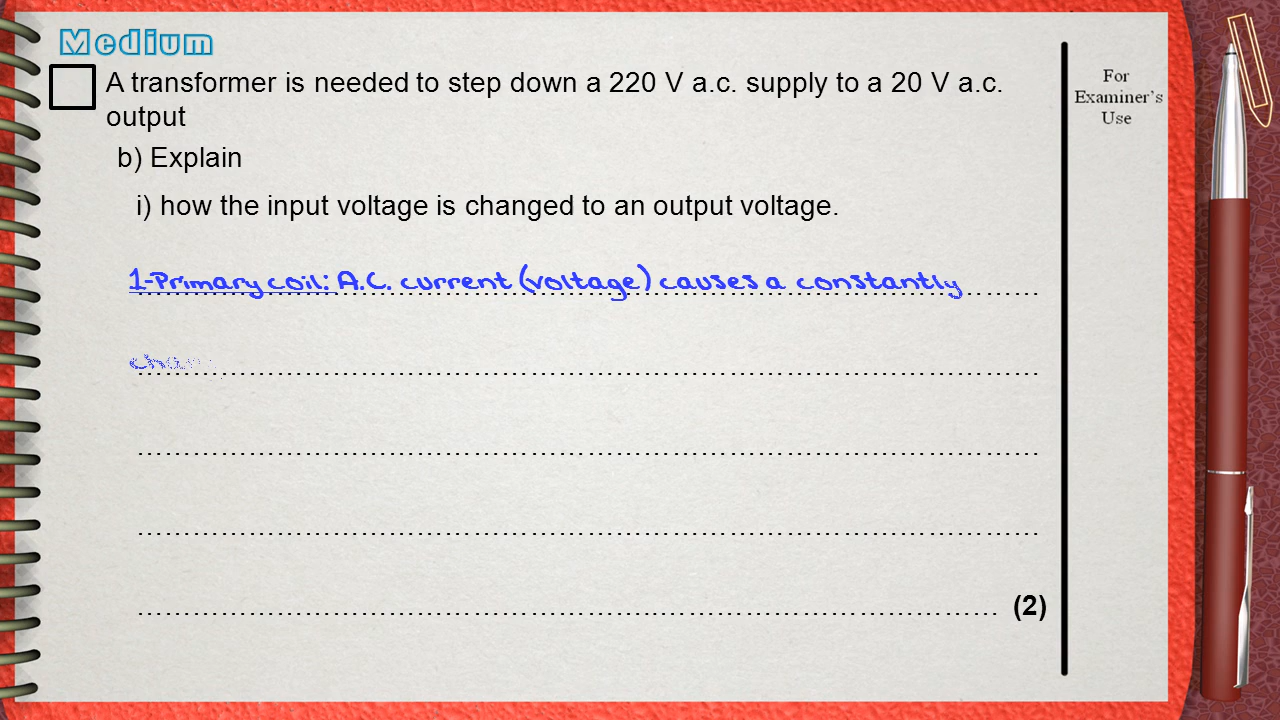 Medium
A transformer is needed to step down a 220 V a.c. supply to a 20 V a.c.
output
b) Explain
i) how the input voltage is changed to an output voltage.
1-Primary coil: A.C. current (voltage) causes a constantly
(2)
For
Examiner's
Use